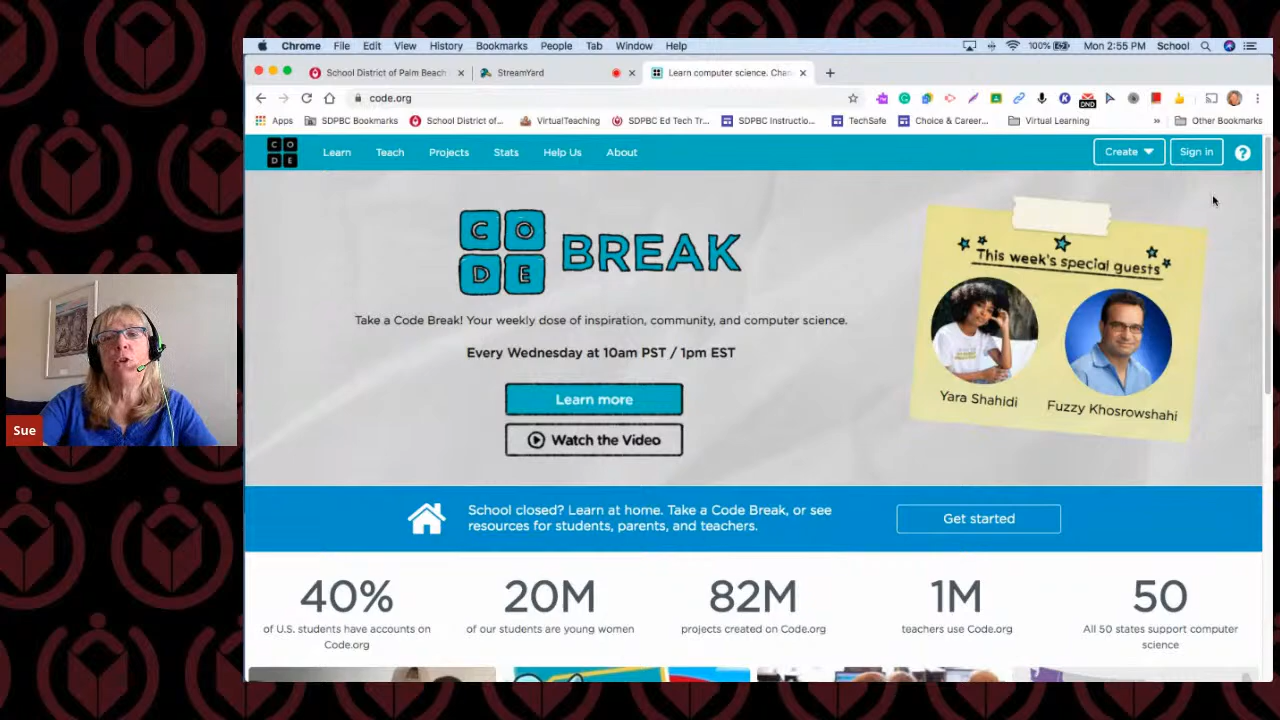 Chrome File Edit View History Bookmarks People Tab Window Help 100% Mon 2:55 PM School
School District of Palm Beach StreamYard Learn computer science. Chan
code.org DND
Apps SDPBC Bookmarks School District of... VirtualTeaching SDPBC Ed Tech Tr... SDPBC Instructio... TechSafe Choice & Career... Virtual Learning » Other Bookmarks
CO
DE
Learn Teach Projects Stats Help Us About Create Sign in ?
CO
DE
BREAK
Take a Code Break! Your weekly dose of inspiration, community, and computer science.
Every Wednesday at 10am PST / 1pm EST
Learn more
Watch the Video
This week's special guests
Yara Shahidi
Fuzzy Khosrowshahi
Sue
School closed? Learn at home. Take a Code Break, or see
resources for students, parents, and teachers.
Get started
40% 20M 82M 1M 50
of U.S. students have accounts on
Code.org
of our students are young women
projects created on Code.org
teachers use Code.org
All 50 states support computer
science